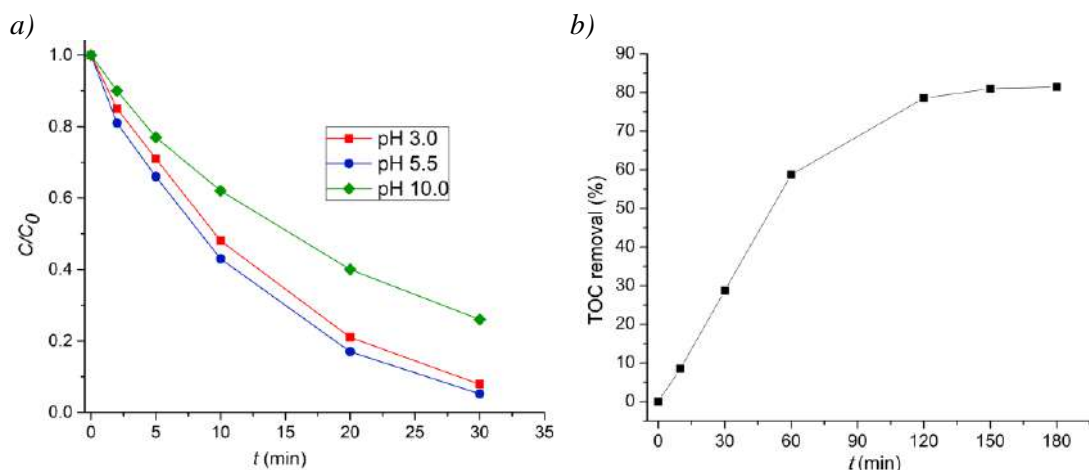 a)
1.0
0.8
0.6
0.4
0.2
0.0
C/C0
pH 3.0
pH 5.5
pH 10.0
0 5 10 15 20 25 30 35
t (min)
b)
90
80
70
60
50
40
30
20
10
0
TOC removal (%)
0 30 60 90 120 150 180
t(min)